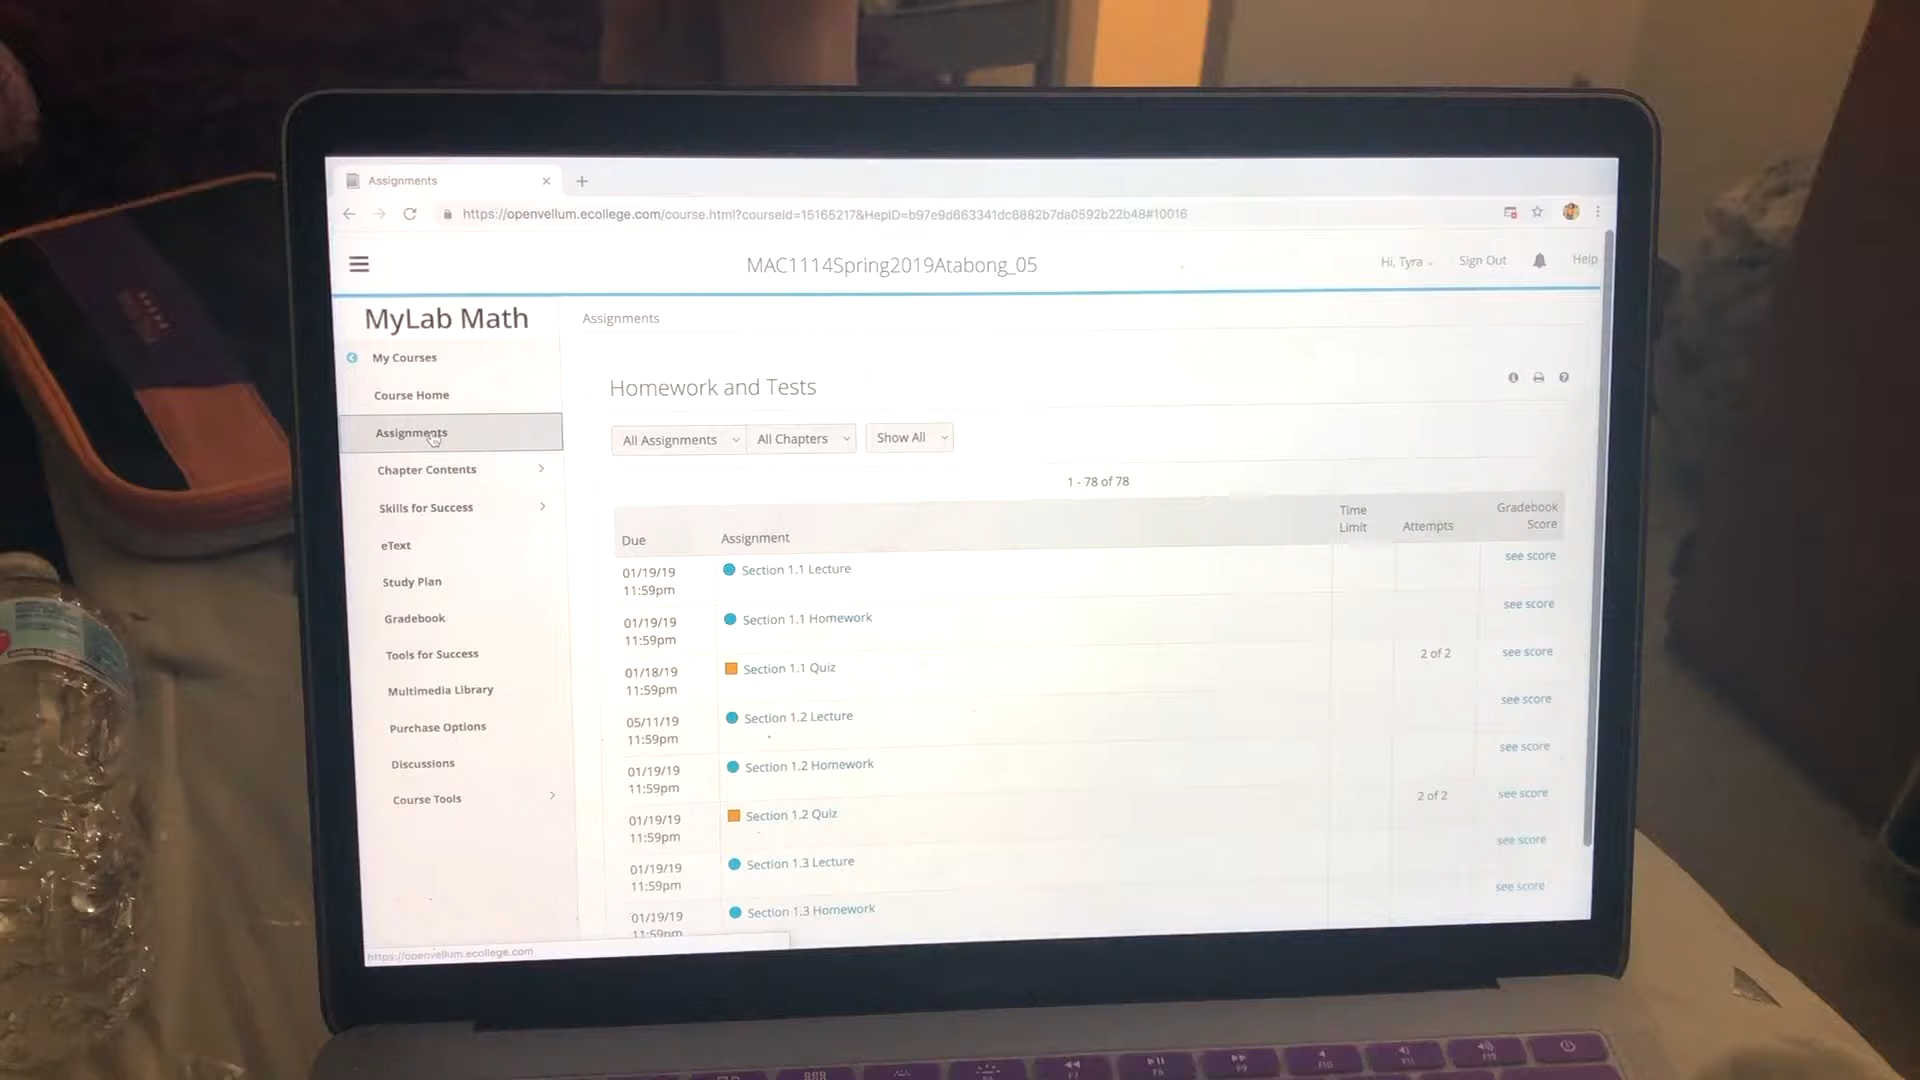 Assignments
https://openvellum.ecollege.com/course.html?courseId=15165217&HepID=b97e9d663341dc8882b7da0592b22b48#10016
MAC1114Spring2019Atabong_05
Hi, Tyra
Sign Out
Help
MyLab Math
My Courses
Course Home
Assignments
Chapter Contents
Skills for Success
eText
Study Plan
Gradebook
Tools for Success
Multimedia Library
Purchase Options
Discussions
Course Tools
Assignments
Homework and Tests
All Assignments
All Chapters
Show All
1 - 78 of 78
Due
Assignment
Time Limit
Attempts
Gradebook Score
01/19/19 11:59pm
Section 1.1 Lecture
see score
01/19/19 11:59pm
Section 1.1 Homework
see score
01/18/19 11:59pm
Section 1.1 Quiz
2 of 2
see score
05/11/19 11:59pm
Section 1.2 Lecture
see score
01/19/19 11:59pm
Section 1.2 Homework
see score
01/19/19 11:59pm
Section 1.2 Quiz
2 of 2
see score
01/19/19 11:59pm
Section 1.3 Lecture
see score
01/19/19 11:59pm
Section 1.3 Homework
see score
https://openvellum.ecollege.com